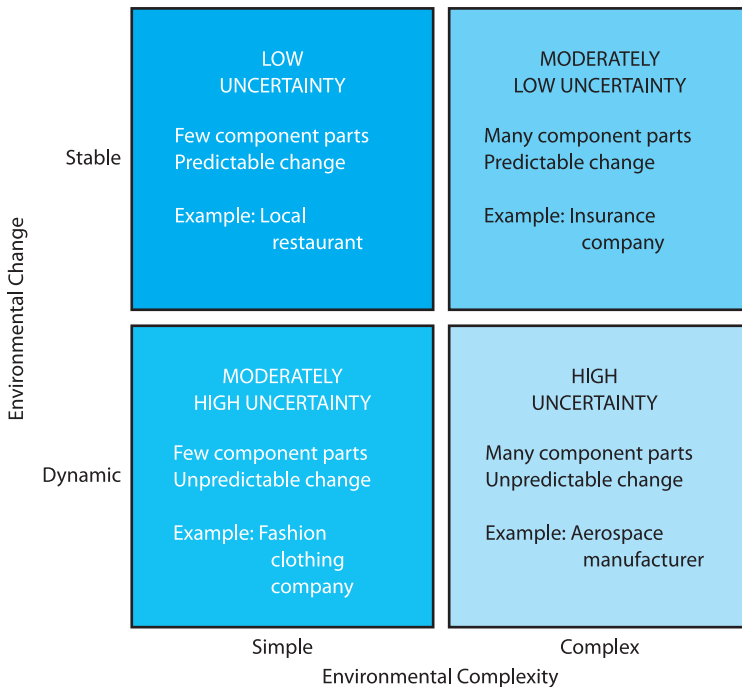 LOW
UNCERTAINTY
Few component parts
Predictable change
Example: Local
restaurant
MODERATELY
LOW UNCERTAINTY
Many component parts
Predictable change
Example: Insurance
company
Stable
Environmental Change
MODERATELY
HIGH UNCERTAINTY
Few component parts
Unpredictable change
Example: Fashion
clothing
company
HIGH
UNCERTAINTY
Many component parts
Unpredictable change
Example: Aerospace
manufacturer
Dynamic
Simple
Complex
Environmental Complexity